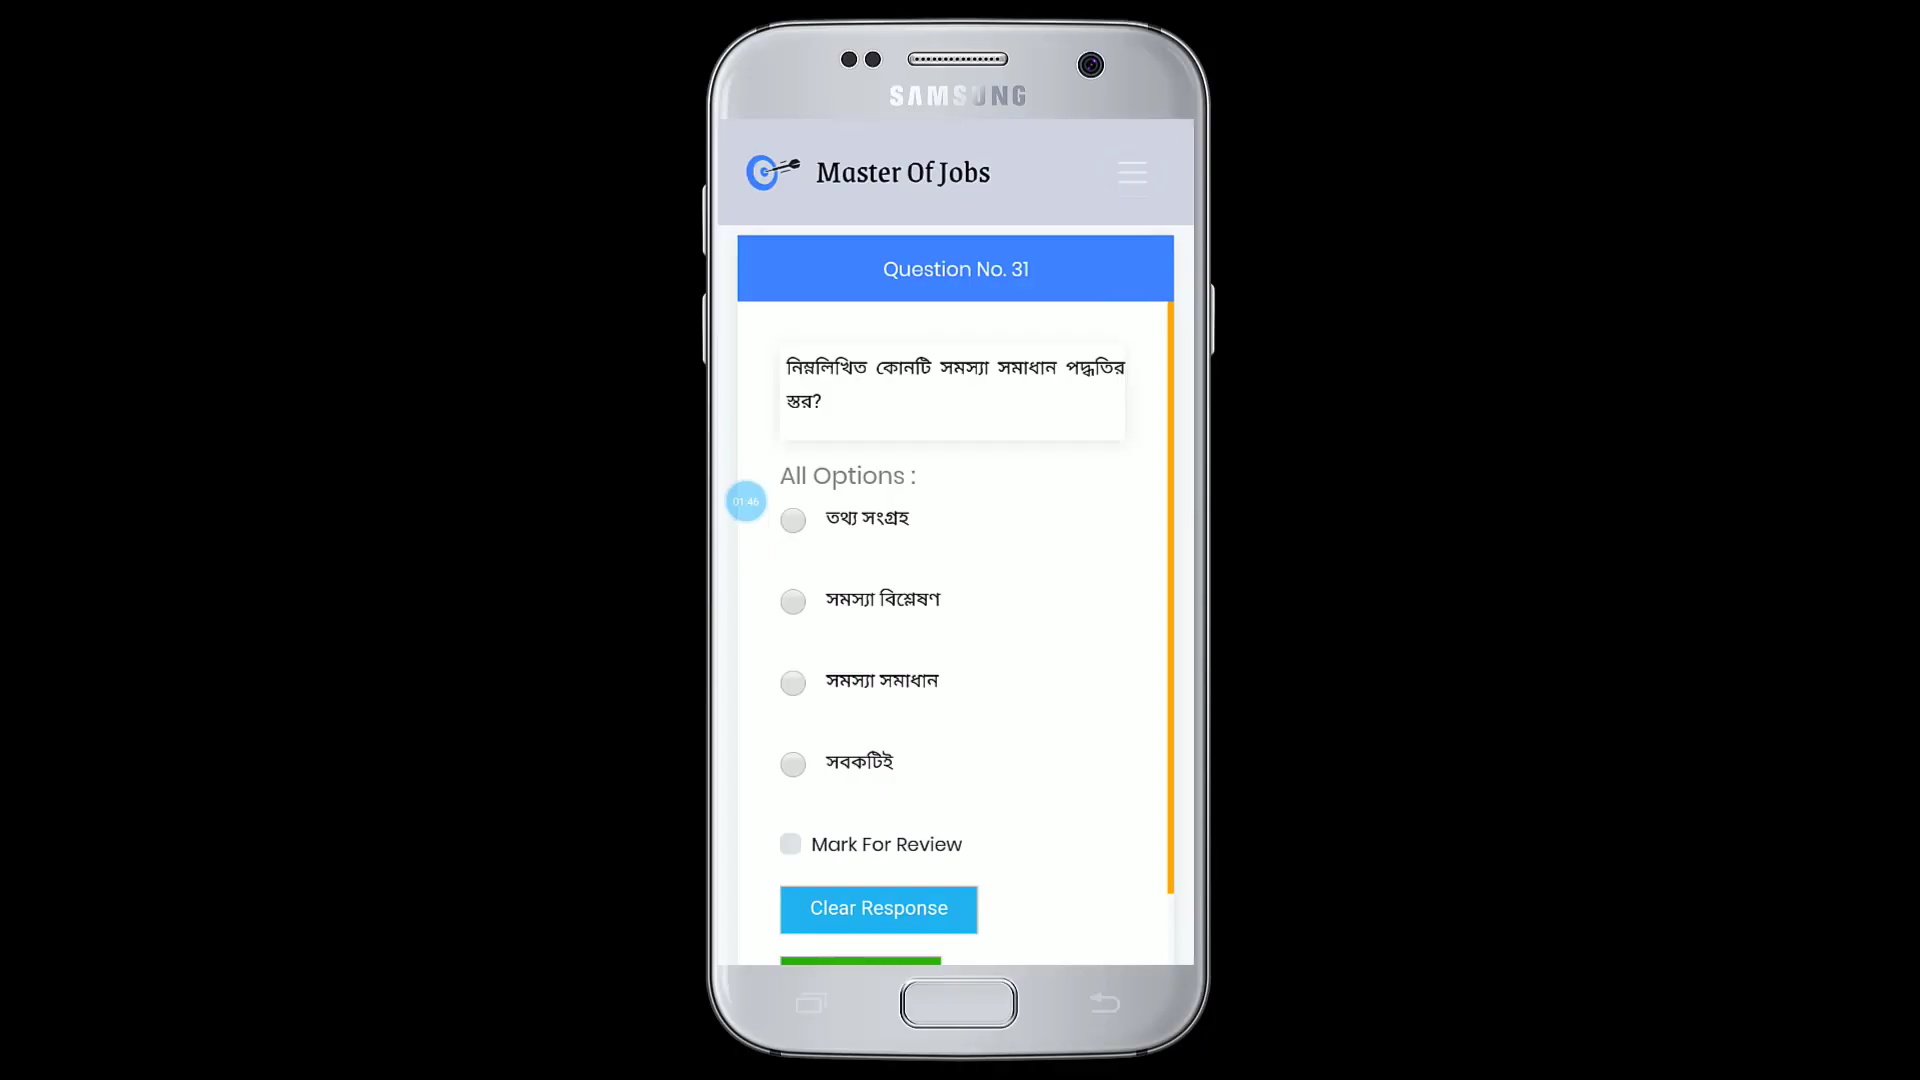 SAMSUNG
Master Of Jobs
Question No. 31
নিম্নলিখিত কোনটি সমস্যা সমাধান পদ্ধতির
স্তর?
All Options :
01:46
তথ্য সংগ্রহ
সমস্যা বিশ্লেষণ
সমস্যা সমাধান
সবকটিই
Mark For Review
Clear Response